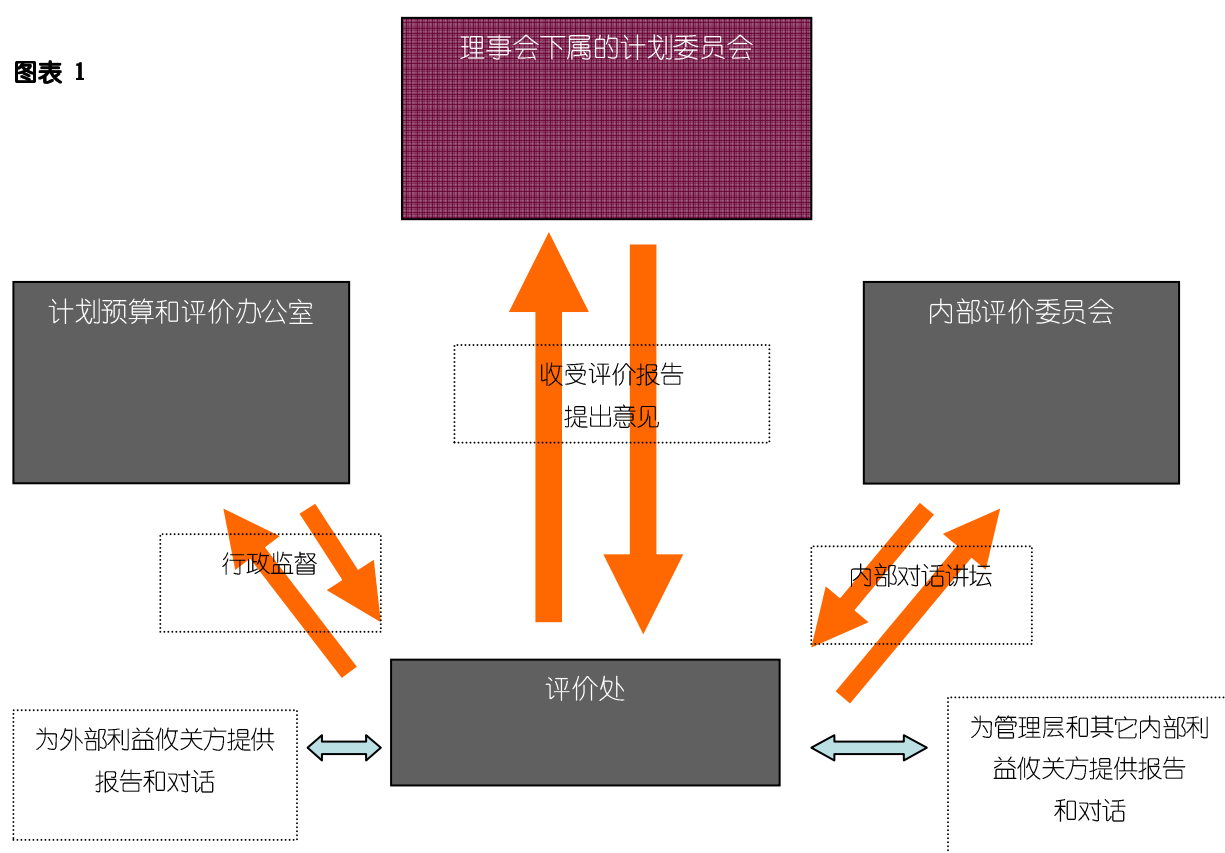 理事会下属的计划委员会
图表 1
计划预算和评价办公室
内部评价委员会
收受评价报告
提出意见
行政监督
内部对话讲坛
评价处
为外部利益攸关方提供
报告和对话
为管理层和其它内部利
益攸关方提供报告
和对话